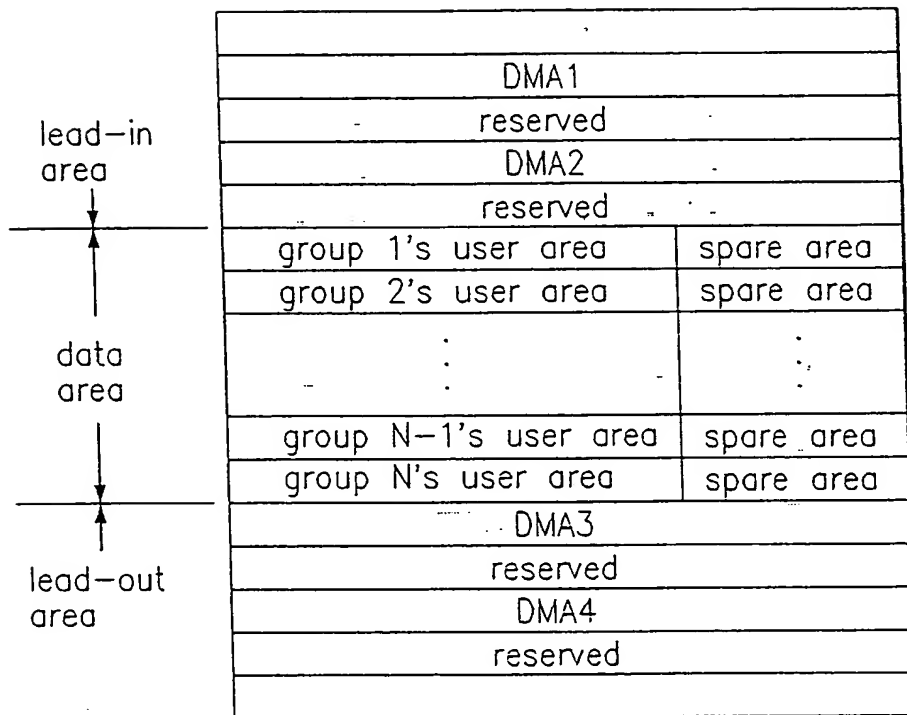 DMA1
reserved
lead-in
area
DMA2
reserved
group 1's user area spare area
group 2's user area spare area
data
area
group N-1's user area spare area
group N's user area spare area
DMA3
reserved
lead-out
area
DMA4
reserved